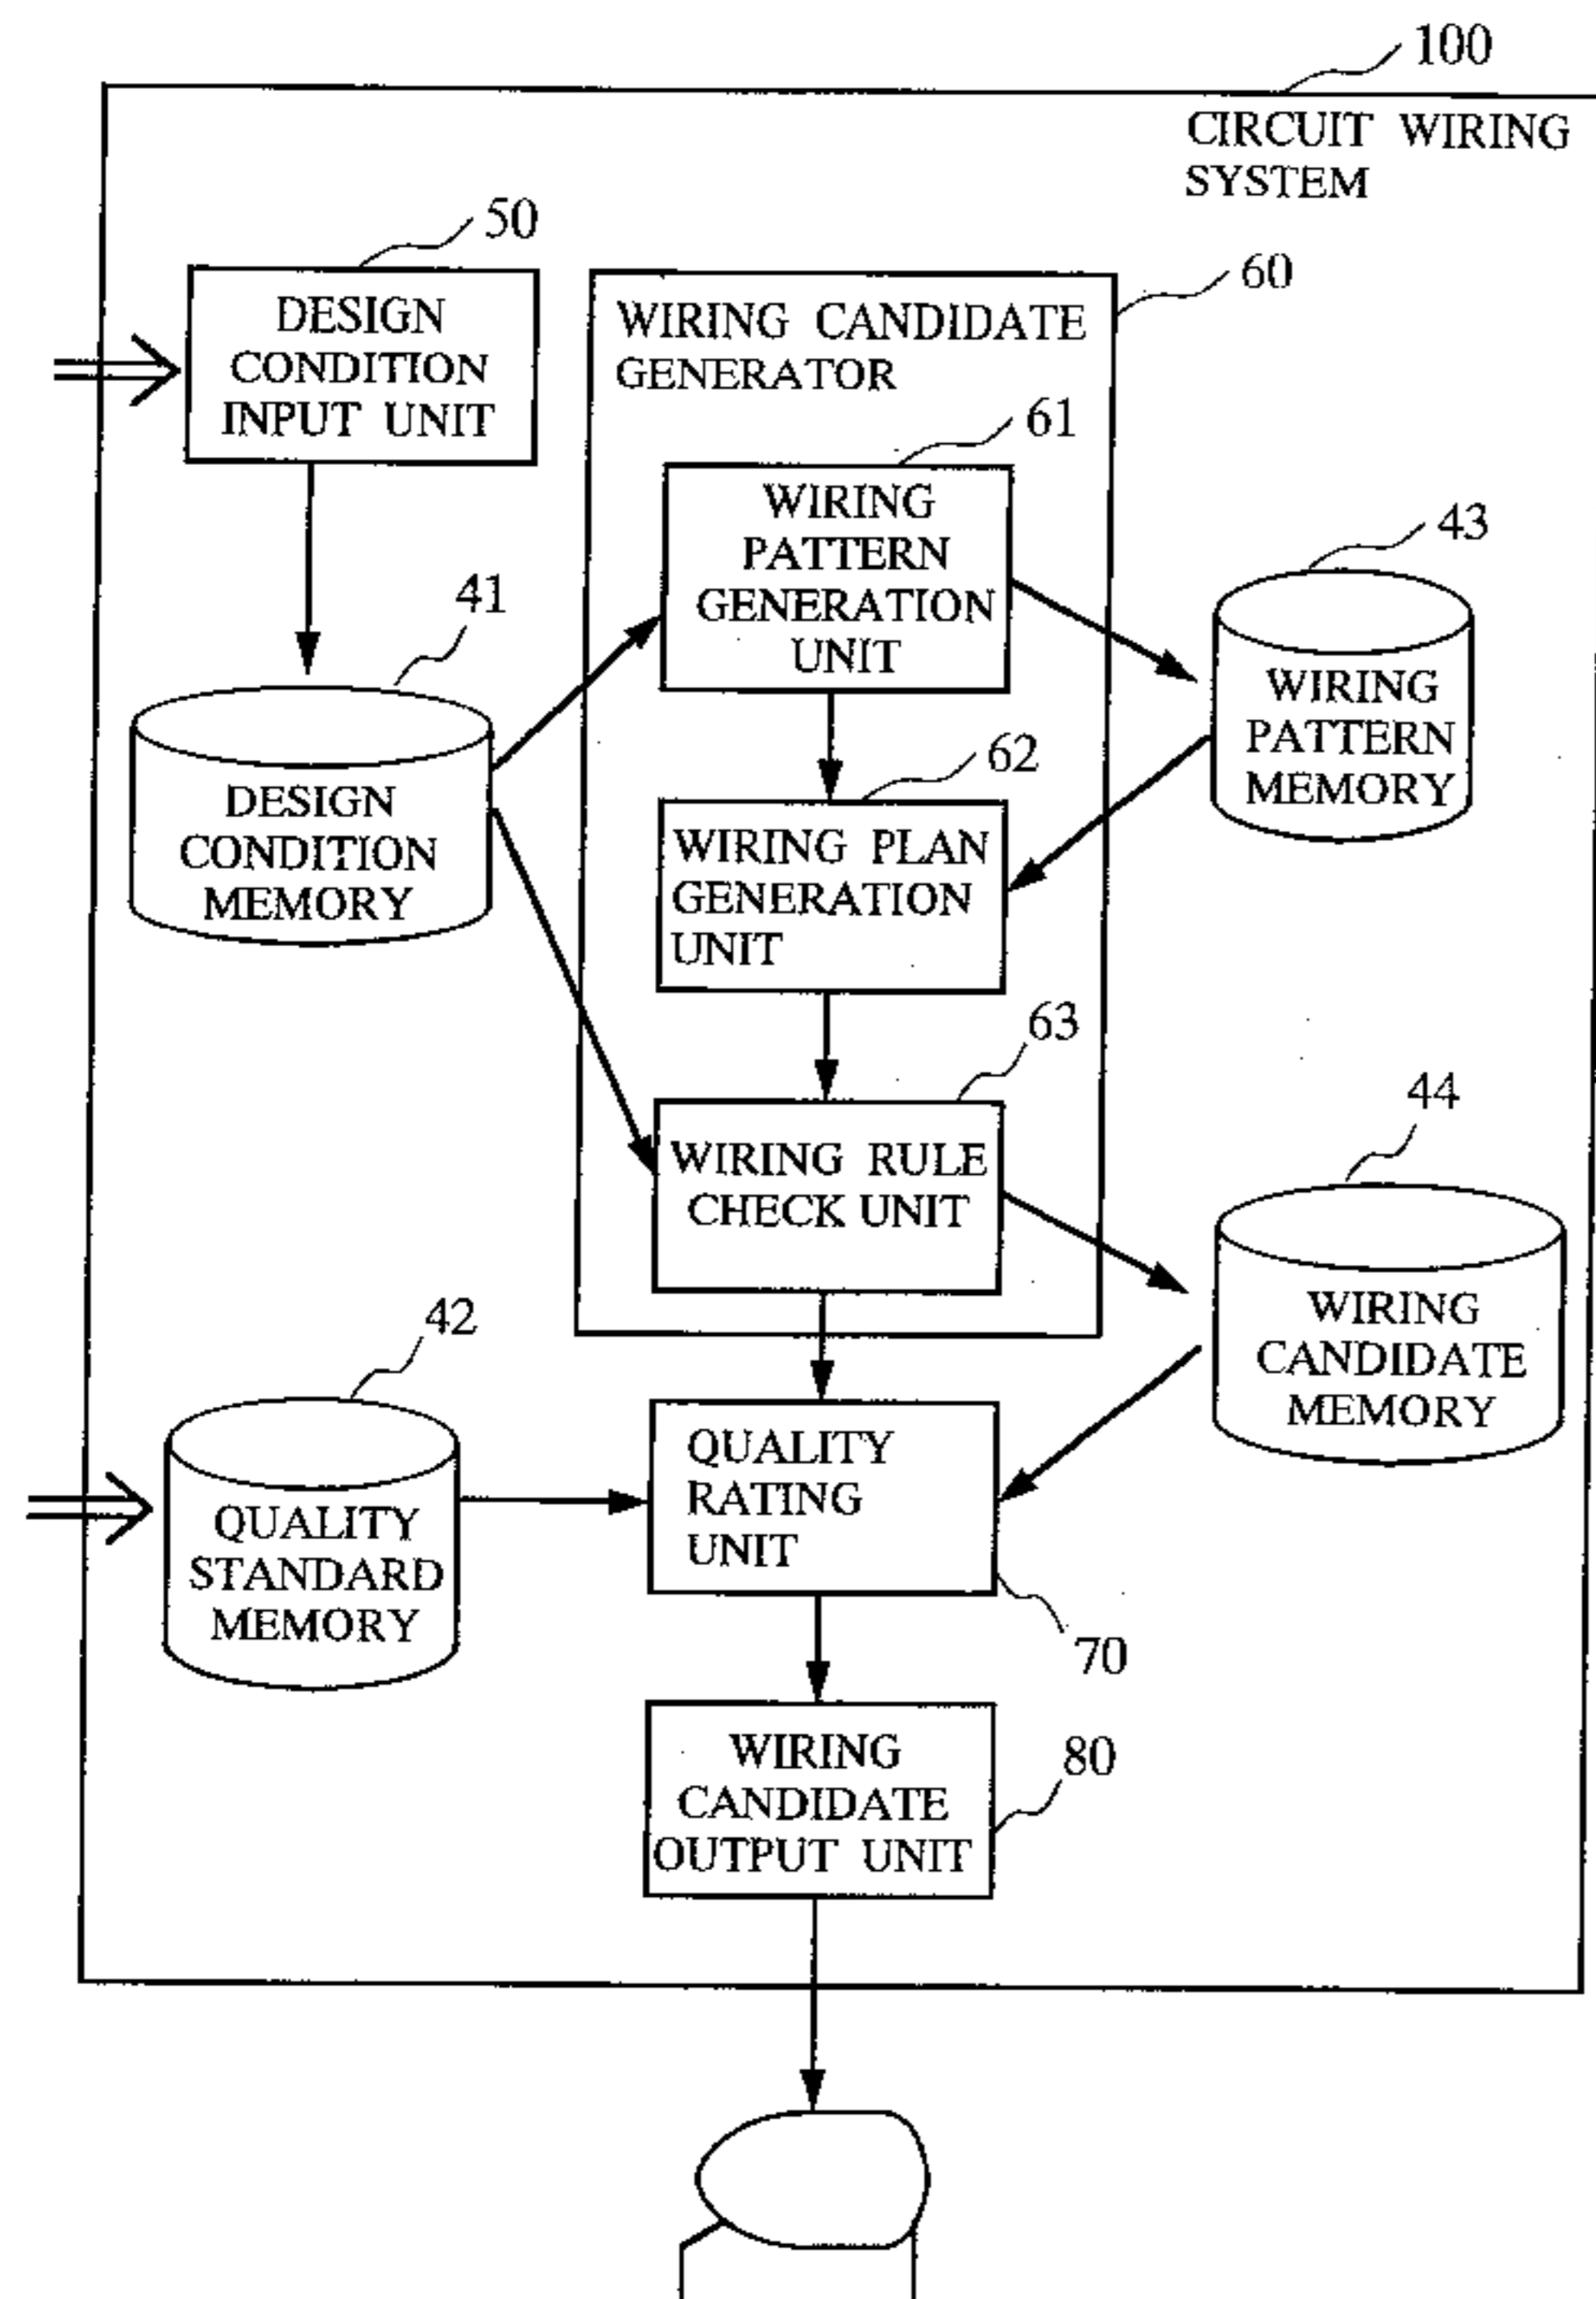 100
CIRCUIT WIRING
SYSTEM
50
DESIGN
CONDITION
INPUT UNIT
60
WIRING CANDIDATE
GENERATOR
61
WIRING
PATTERN
GENERATION
UNIT
43
WIRING
PATTERN
MEMORY
41
DESIGN
CONDITION
MEMORY
62
WIRING PLAN
GENERATION
UNIT
63
WIRING RULE
CHECK UNIT
44
WIRING
CANDIDATE
MEMORY
42
QUALITY
STANDARD
MEMORY
QUALITY
RATING
UNIT
70
WIRING
CANDIDATE
OUTPUT UNIT
80